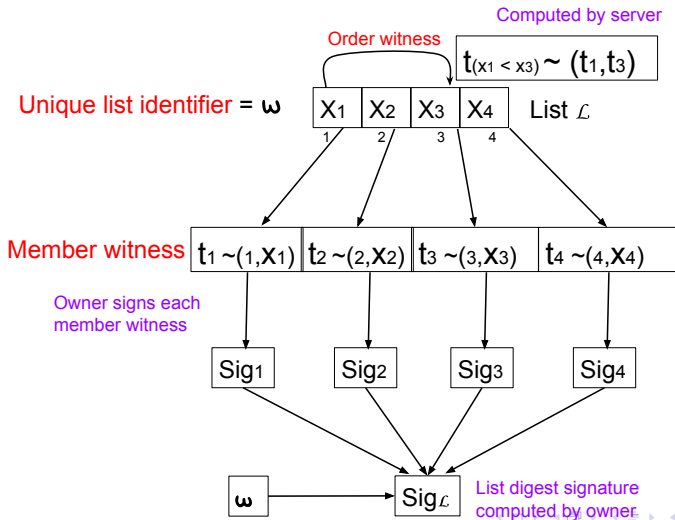 Computed by server
Order witness
t(x1 < x3) ~ (t1,t3)
Unique list identifier = ω
X1 X2 X3 X4
List ℒ
1 2 3 4
Member witness
t1 ~(1,X1) t2 ~(2,X2) t3 ~(3,X3) t4 ~(4,X4)
Owner signs each
member witness
Sig1 Sig2 Sig3 Sig4
ω
Sigℒ
List digest signature
computed by owner